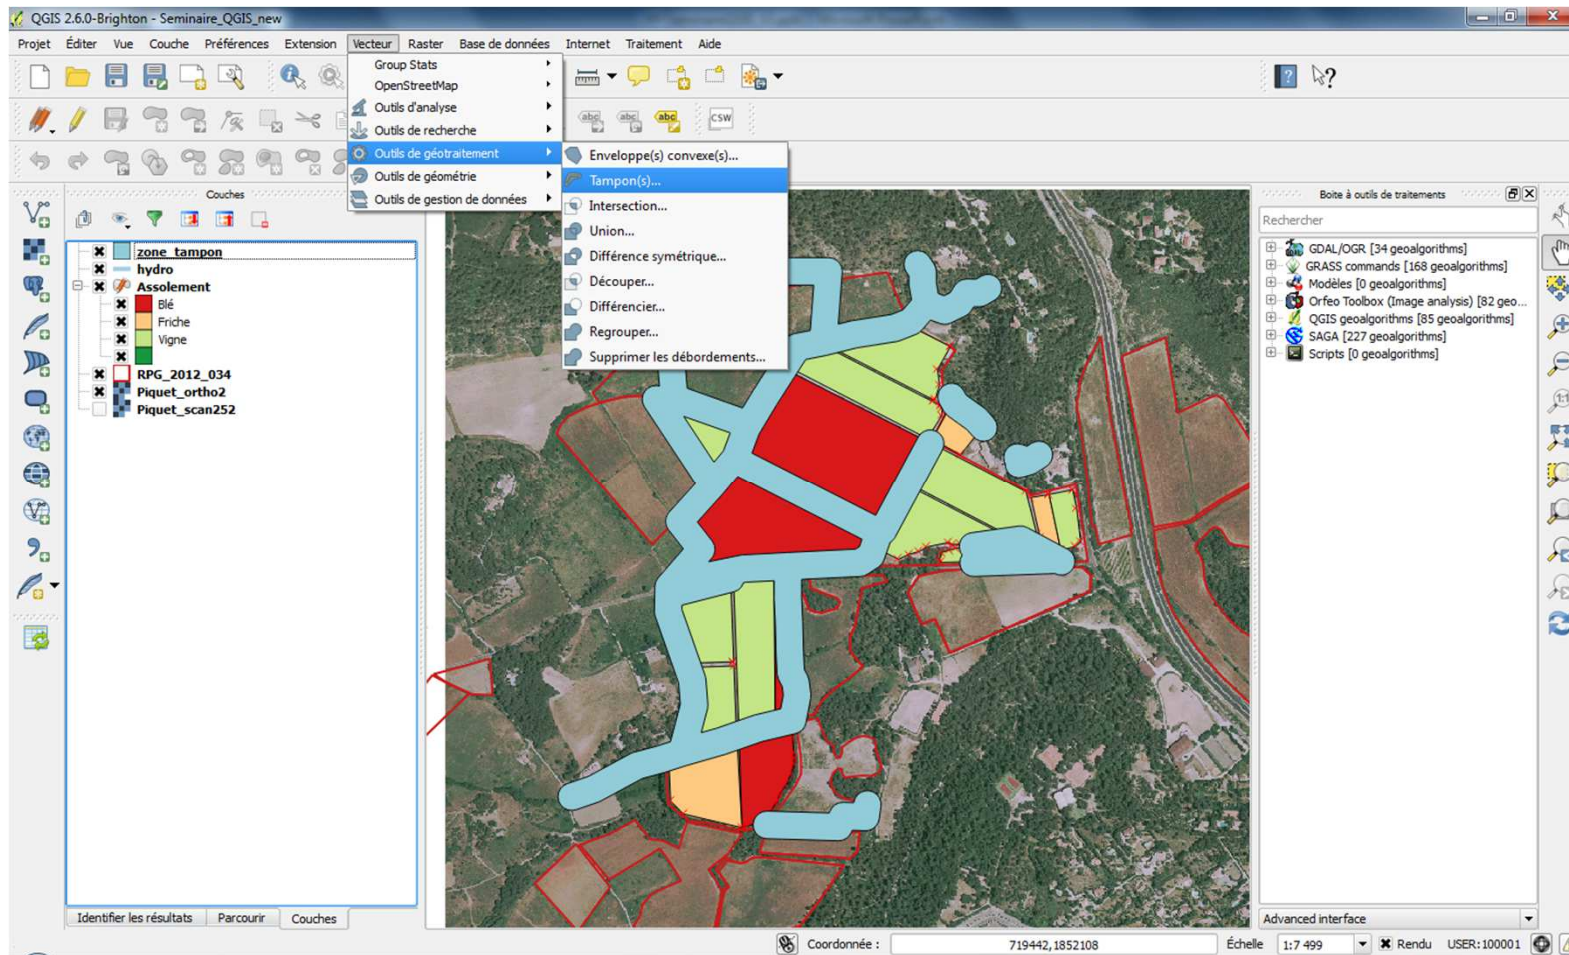 QGIS 2.6.0-Brighton - Seminaire_QGIS_new
Projet Éditer Vue Couche Préférences Extension Vecteur Raster Base de données Internet Traitement Aide
Group Stats
OpenStreetMap
Outils d'analyse
Outils de recherche
Outils de géotraitement
Outils de géométrie
Outils de gestion de données
Enveloppe(s) convexe(s)...
Tampon(s)...
Intersection...
Union...
Différence symétrique...
Découper...
Différencier...
Regrouper...
Supprimer les débordements...
abc abc abc CSW
Couches
zone_tampon
hydro
Assolement
Blé
Friche
Vigne
RPG_2012_034
Piquet_ortho2
Piquet_scan252
Identifier les résultats Parcourir Couches
Boite à outils de traitements
Rechercher
GDAL/OGR [34 geoalgorithms]
GRASS commands [168 geoalgorithms]
Modèles [0 geoalgorithms]
Orfeo Toolbox (Image analysis) [82 geo...
QGIS geoalgorithms [85 geoalgorithms]
SAGA [227 geoalgorithms]
Scripts [0 geoalgorithms]
Advanced interface
Coordonnée : 719442,1852108 Échelle 1:7 499 Rendu USER:100001